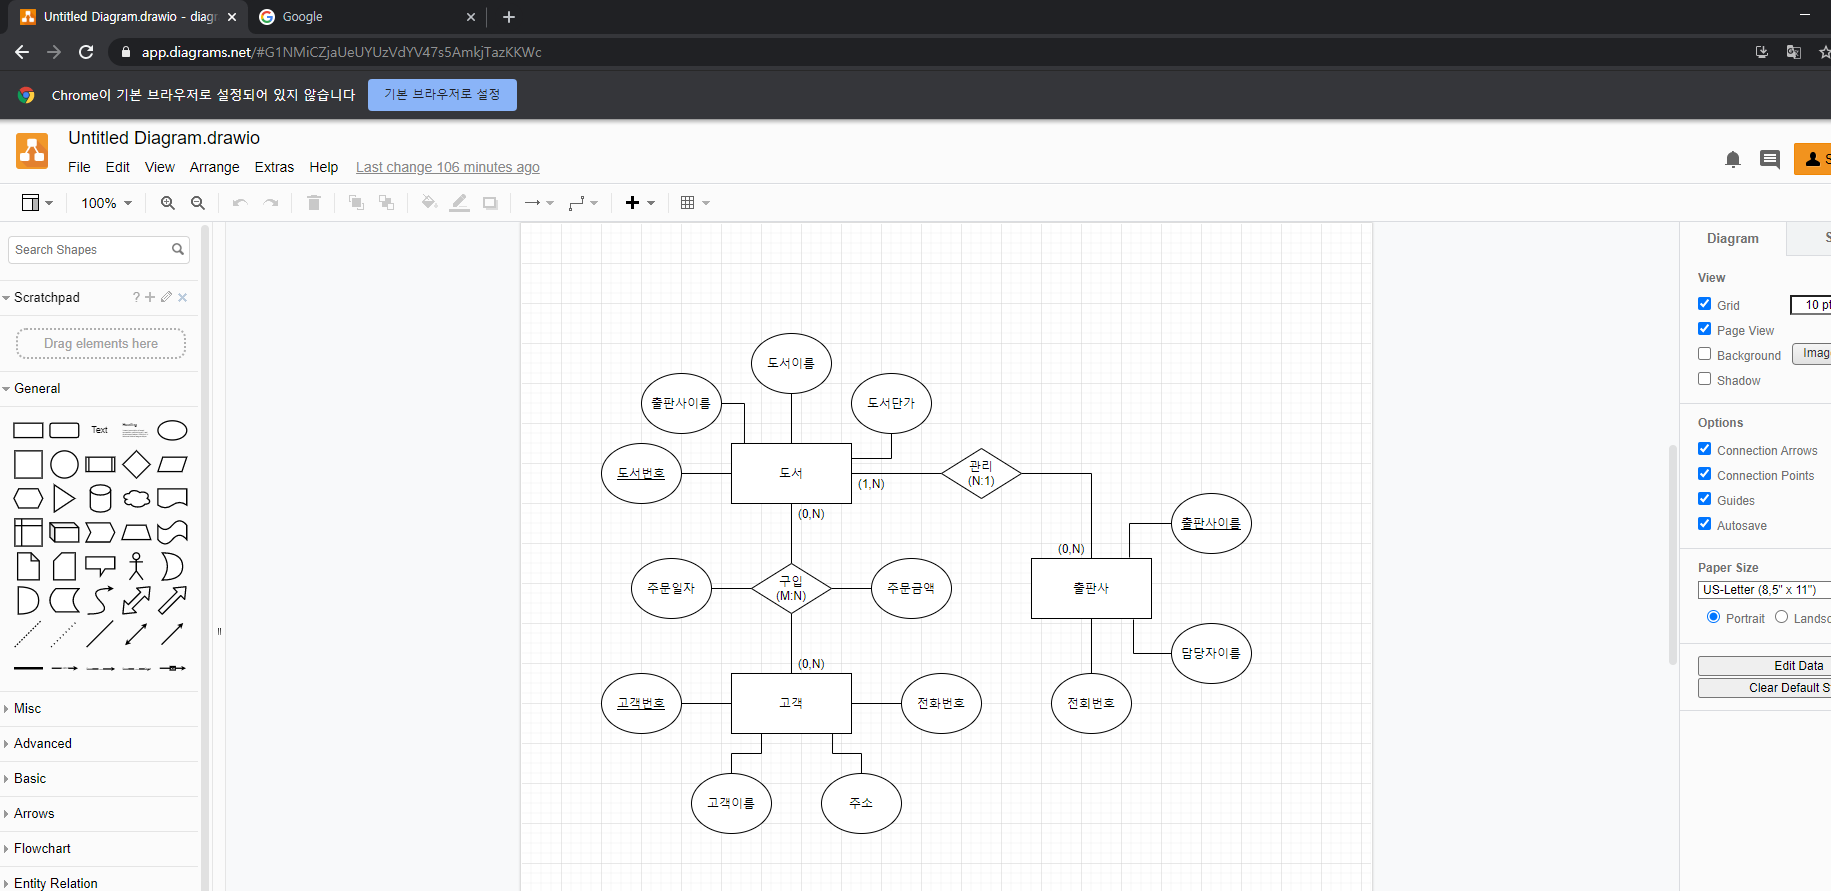 Untitled Diagram.drawio - diagr
Google
app.diagrams.net/#G1NMiCZjaUeUYUzVdYV47s5AmkjTazKKWc
Chrome이 기본 브라우저로 설정되어 있지 않습니다
기본 브라우저로 설정
Untitled Diagram.drawio
File Edit View Arrange Extras Help Last change 106 minutes ago
100%
Search Shapes
Scratchpad
?
Drag elements here
General
Text
Heading
Misc
Advanced
Basic
Arrows
Flowchart
Entity Relation
도서이름
출판사이름
도서단가
도서번호
도서
(1,N)
관리
(N:1)
(0,N)
출판사이름
(0,N)
주문일자
구입
(M:N)
주문금액
출판사
담당자이름
(0,N)
고객번호
고객
전화번호
전회번호
고객이름
주소
Diagram
S
View
Grid
10 pt
Page View
Background
Imag
Shadow
Options
Connection Arrows
Connection Points
Guides
Autosave
Paper Size
US-Letter (8,5" x 11")
Portrait
Landsc
Edit Data
Clear Default S